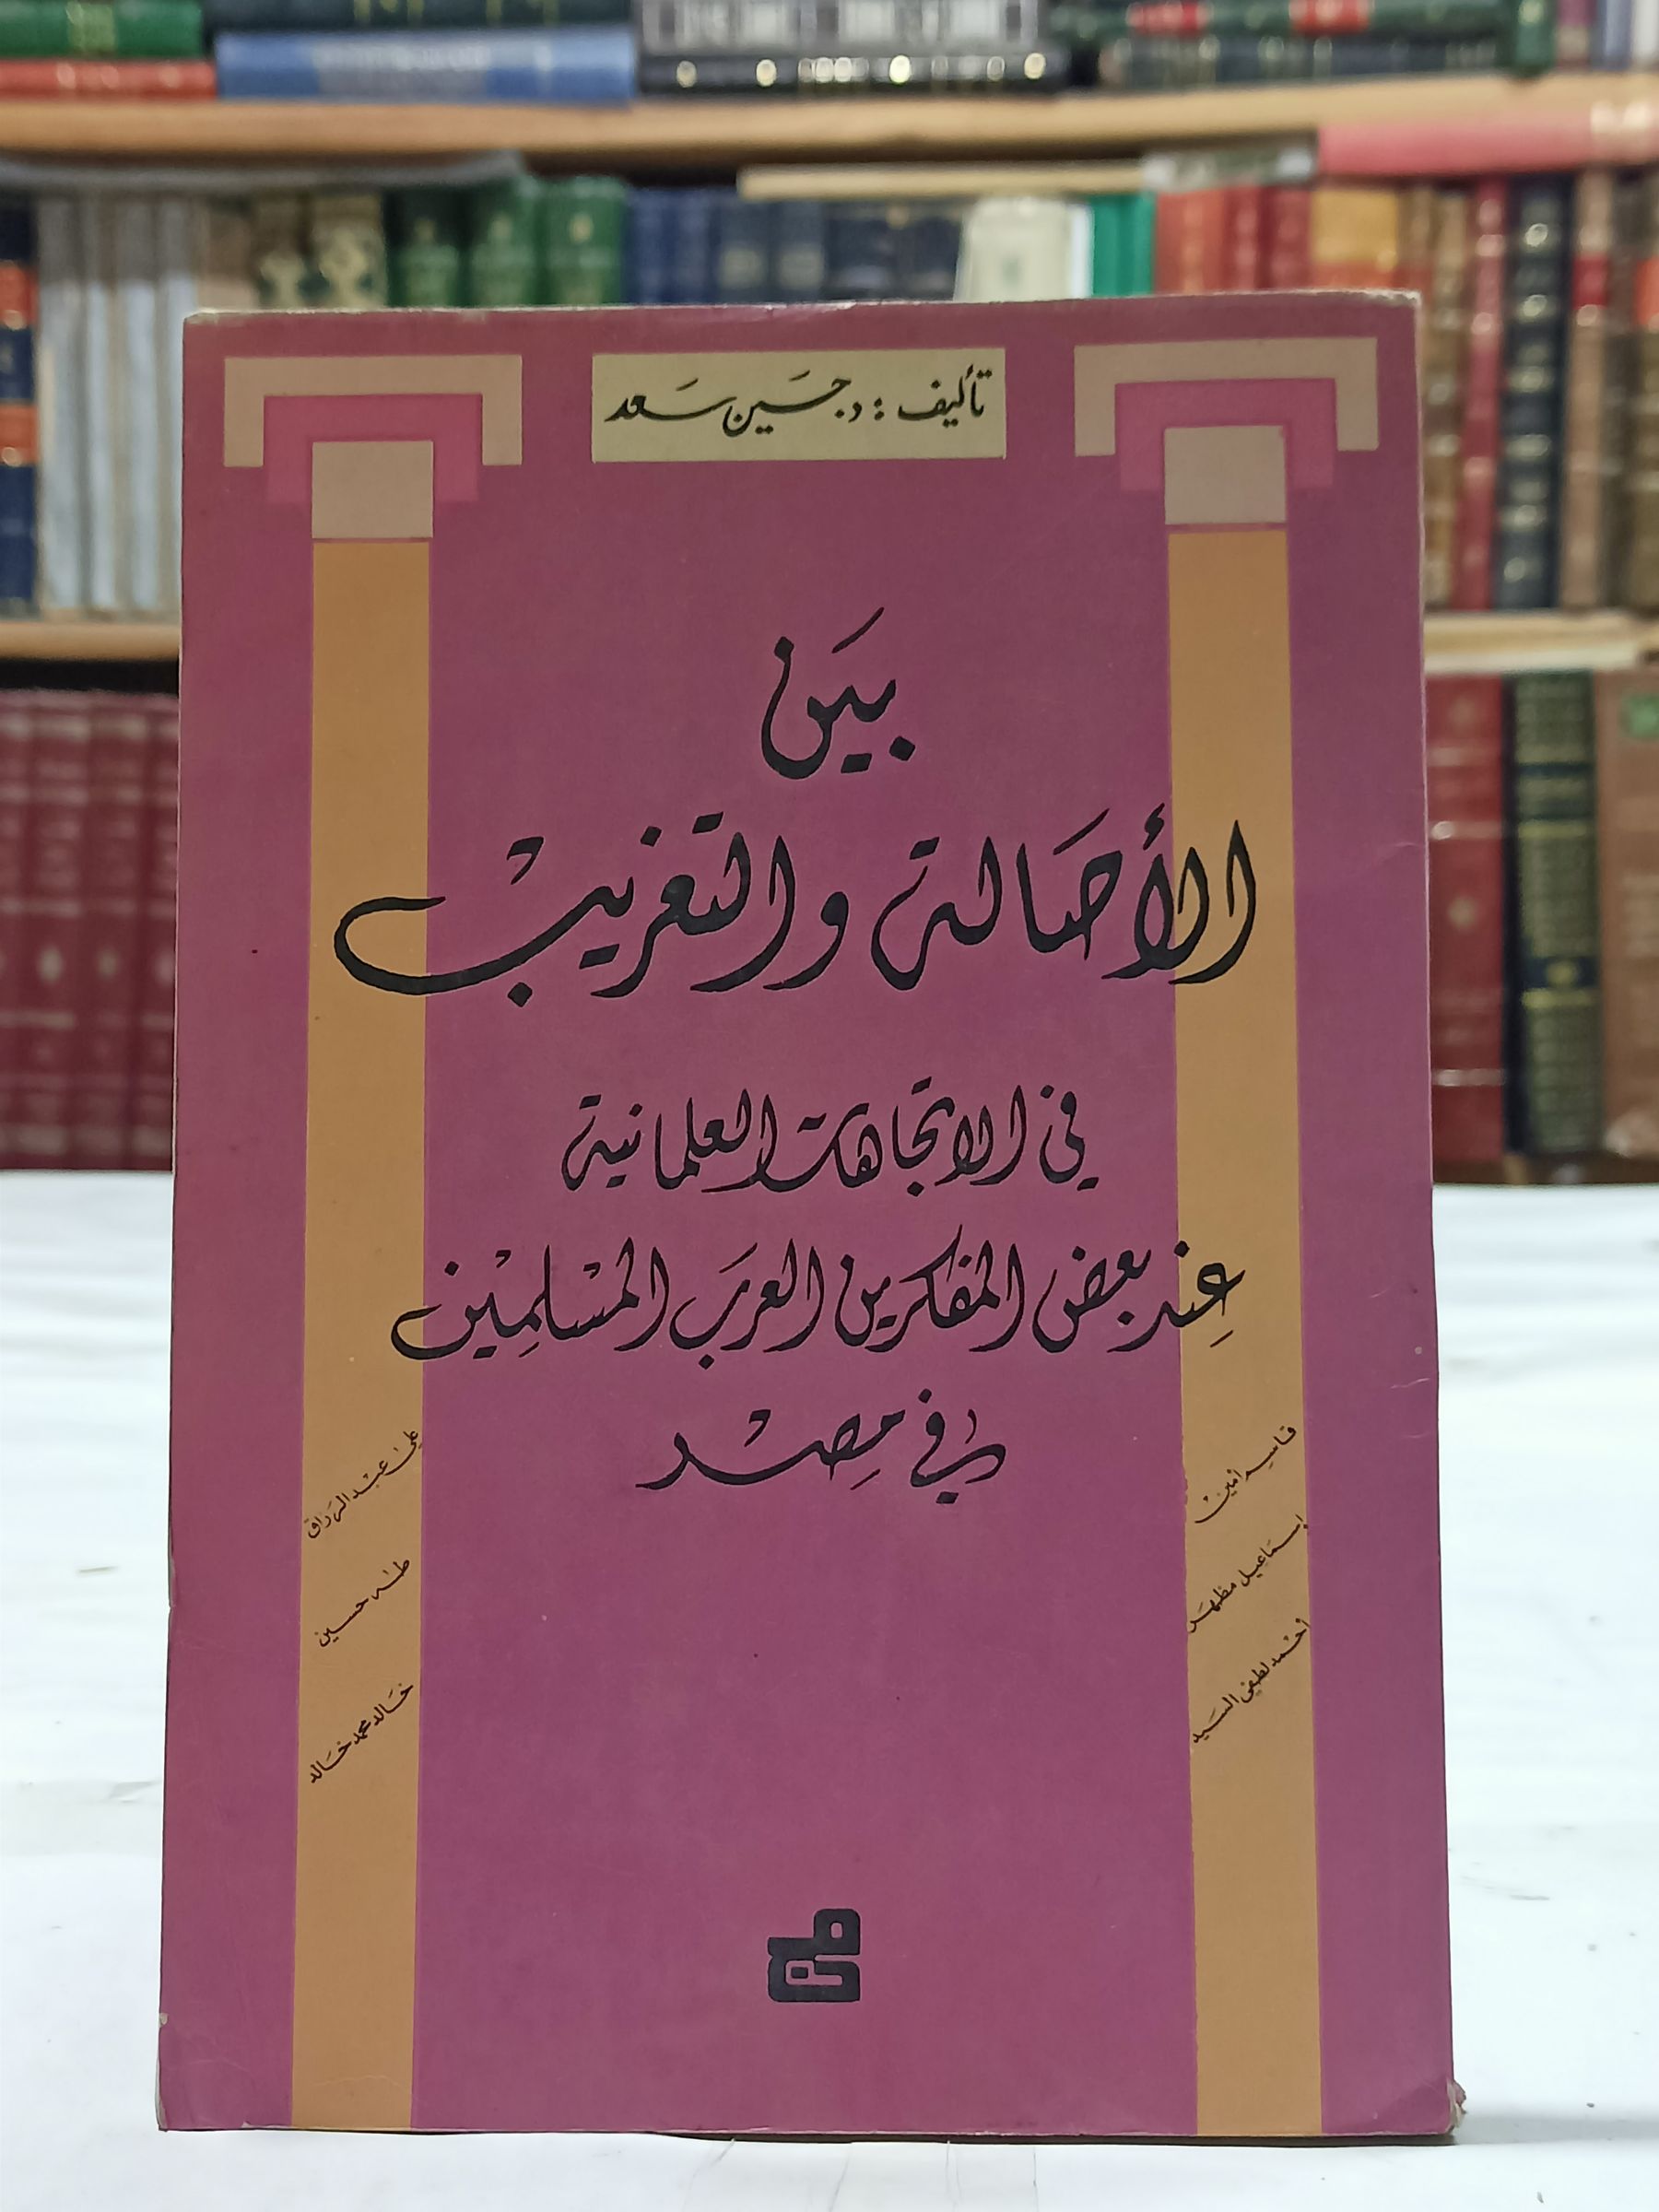 تأليف : د. حسين سعد
بين
الأصالة والتغريب
في الاتجاهات العلمانية
عند بعض المفكرين العرب المسلمين
في مصر
قاسم أمين
إسماعيل مظهر
أحمد لطفي السيد
علي عبد الرزاق
طه حسين
خالد محمد خالد